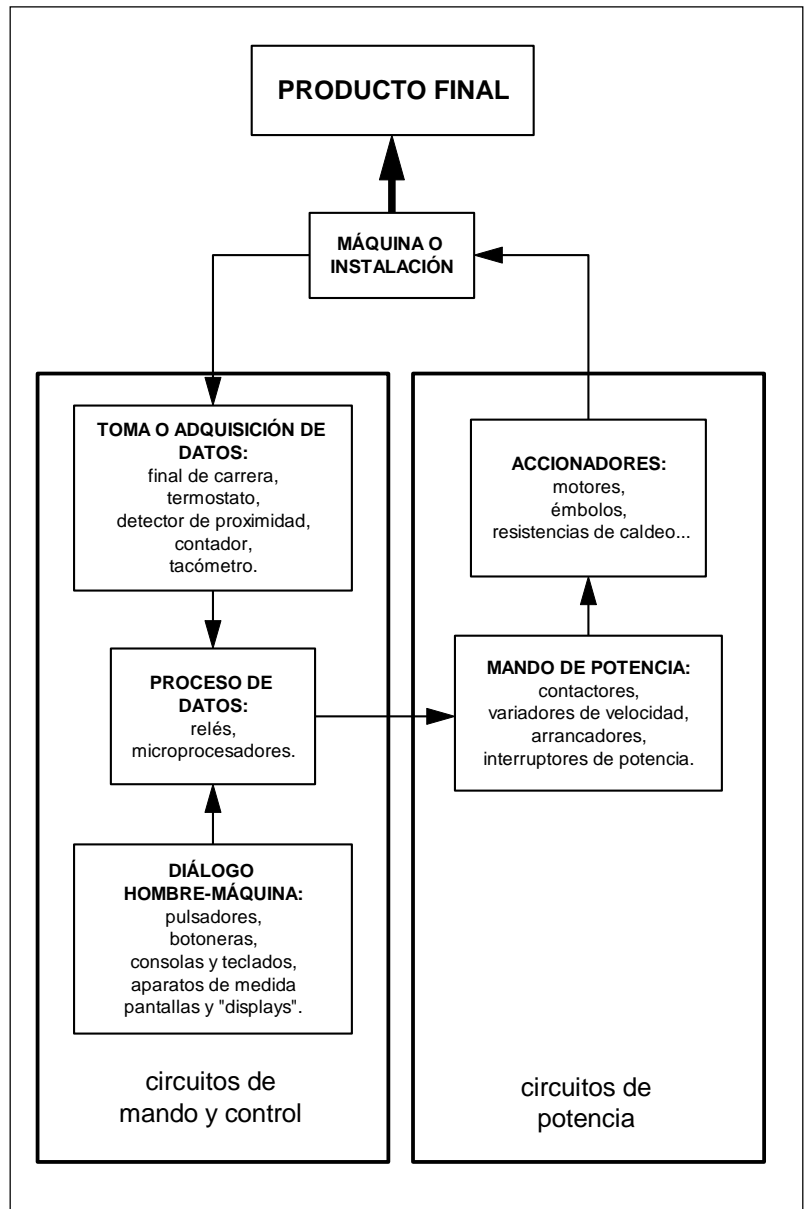 PRODUCTO FINAL
MÁQUINA O
INSTALACIÓN
TOMA O ADQUISICIÓN DE
DATOS:
final de carrera,
termostato,
detector de proximidad,
contador,
tacómetro.
PROCESO DE
DATOS:
relés,
microprocesadores.
DIÁLOGO
HOMBRE-MÁQUINA:
pulsadores,
botoneras,
consolas y teclados,
aparatos de medida
pantallas y "displays".
circuitos de
mando y control
ACCIONADORES:
motores,
émbolos,
resistencias de caldeo...
MANDO DE POTENCIA:
contactores,
variadores de velocidad,
arrancadores,
interruptores de potencia.
circuitos de
potencia